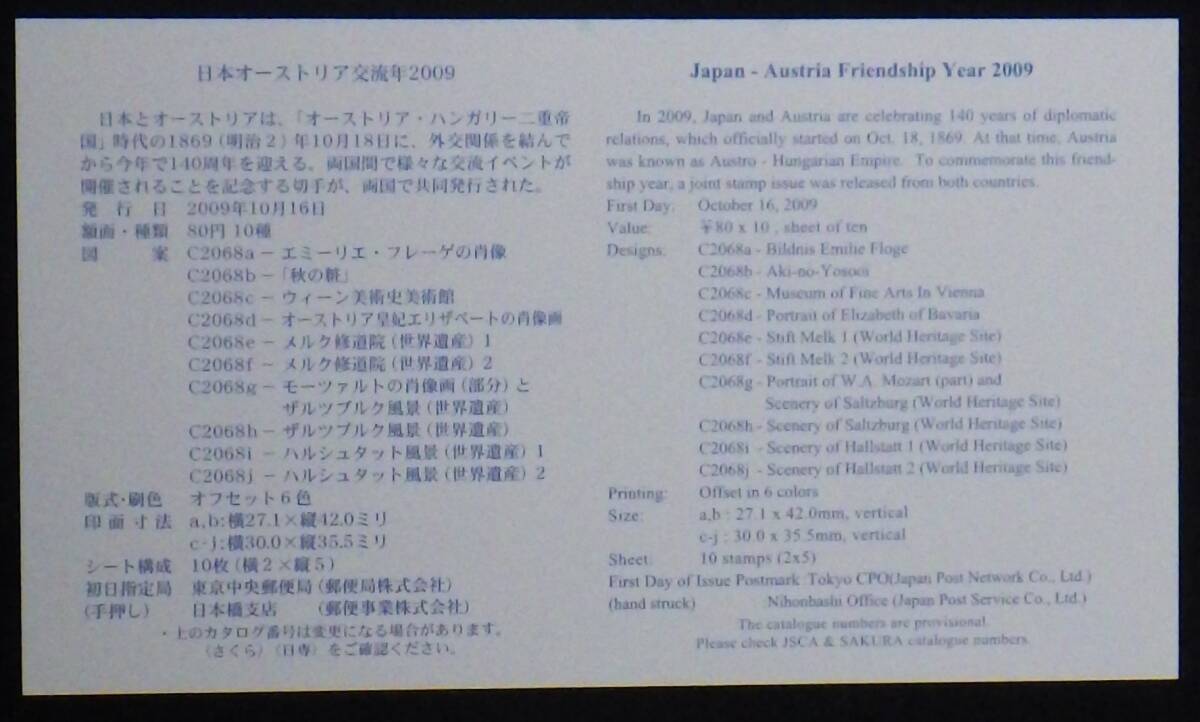 日本オーストリア交流年2009
日本とオーストリアは、「オーストリア・ハンガリー二重帝
国」時代の1869(明治2)年10月18日に、外交関係を結んで
から今年で140周年を迎える。両国間で様々な交流イベントが
開催されることを記念する切手が、両国で共同発行された。
発行日 2009年10月16日
額面・種類 80円 10種
図案 C2068a－エミーリエ・フレーゲの肖像
C2068b－「秋の粧」
C2068c－ウィーン美術史美術館
C2068d－オーストリア皇妃エリザベートの肖像画
C2068e－メルク修道院(世界遺産) 1
C2068f－メルク修道院(世界遺産) 2
C2068g－モーツァルトの肖像画(部分)と
ザルツブルク風景(世界遺産)
C2068h－ザルツブルク風景(世界遺産)
C2068i－ハルシュタット風景(世界遺産) 1
C2068j－ハルシュタット風景(世界遺産) 2
版式・刷色 オフセット6色
印面寸法 a,b:横27.1×縦42.0ミリ
c-j:横30.0×縦35.5ミリ
シート構成 10枚(横2×縦5)
初日指定局 東京中央郵便局(郵便局株式会社)
(手押し) 日本橋支店 (郵便事業株式会社)
・上のカタログ番号は変更になる場合があります。
〈さくら〉〈日専〉をご確認ください。
Japan - Austria Friendship Year 2009
In 2009, Japan and Austria are celebrating 140 years of diplomatic
relations, which officially started on Oct. 18, 1869. At that time, Austria
was known as Austro - Hungarian Empire. To commemorate this friend-
ship year, a joint stamp issue was released from both countries.
First Day: October 16, 2009
Value: ¥80 x 10 , sheet of ten
Designs: C2068a - Bildnis Emilie Floge
C2068b - Aki-no-Yosooi
C2068c - Museum of Fine Arts In Vienna
C2068d - Portrait of Elizabeth of Bavaria
C2068e - Stift Melk 1 (World Heritage Site)
C2068f - Stift Melk 2 (World Heritage Site)
C2068g - Portrait of W.A. Mozart (part) and
Scenery of Saltzburg (World Heritage Site)
C2068h - Scenery of Saltzburg (World Heritage Site)
C2068i - Scenery of Hallstatt 1 (World Heritage Site)
C2068j - Scenery of Hallstatt 2 (World Heritage Site)
Printing: Offset in 6 colors
Size: a,b : 27.1 x 42.0mm, vertical
c-j : 30.0 x 35.5mm, vertical
Sheet: 10 stamps (2x5)
First Day of Issue Postmark :Tokyo CPO(Japan Post Network Co., Ltd.)
(hand struck) :Nihonbashi Office (Japan Post Service Co., Ltd.)
The catalogue numbers are provisional.
Please check JSCA & SAKURA catalogue numbers.